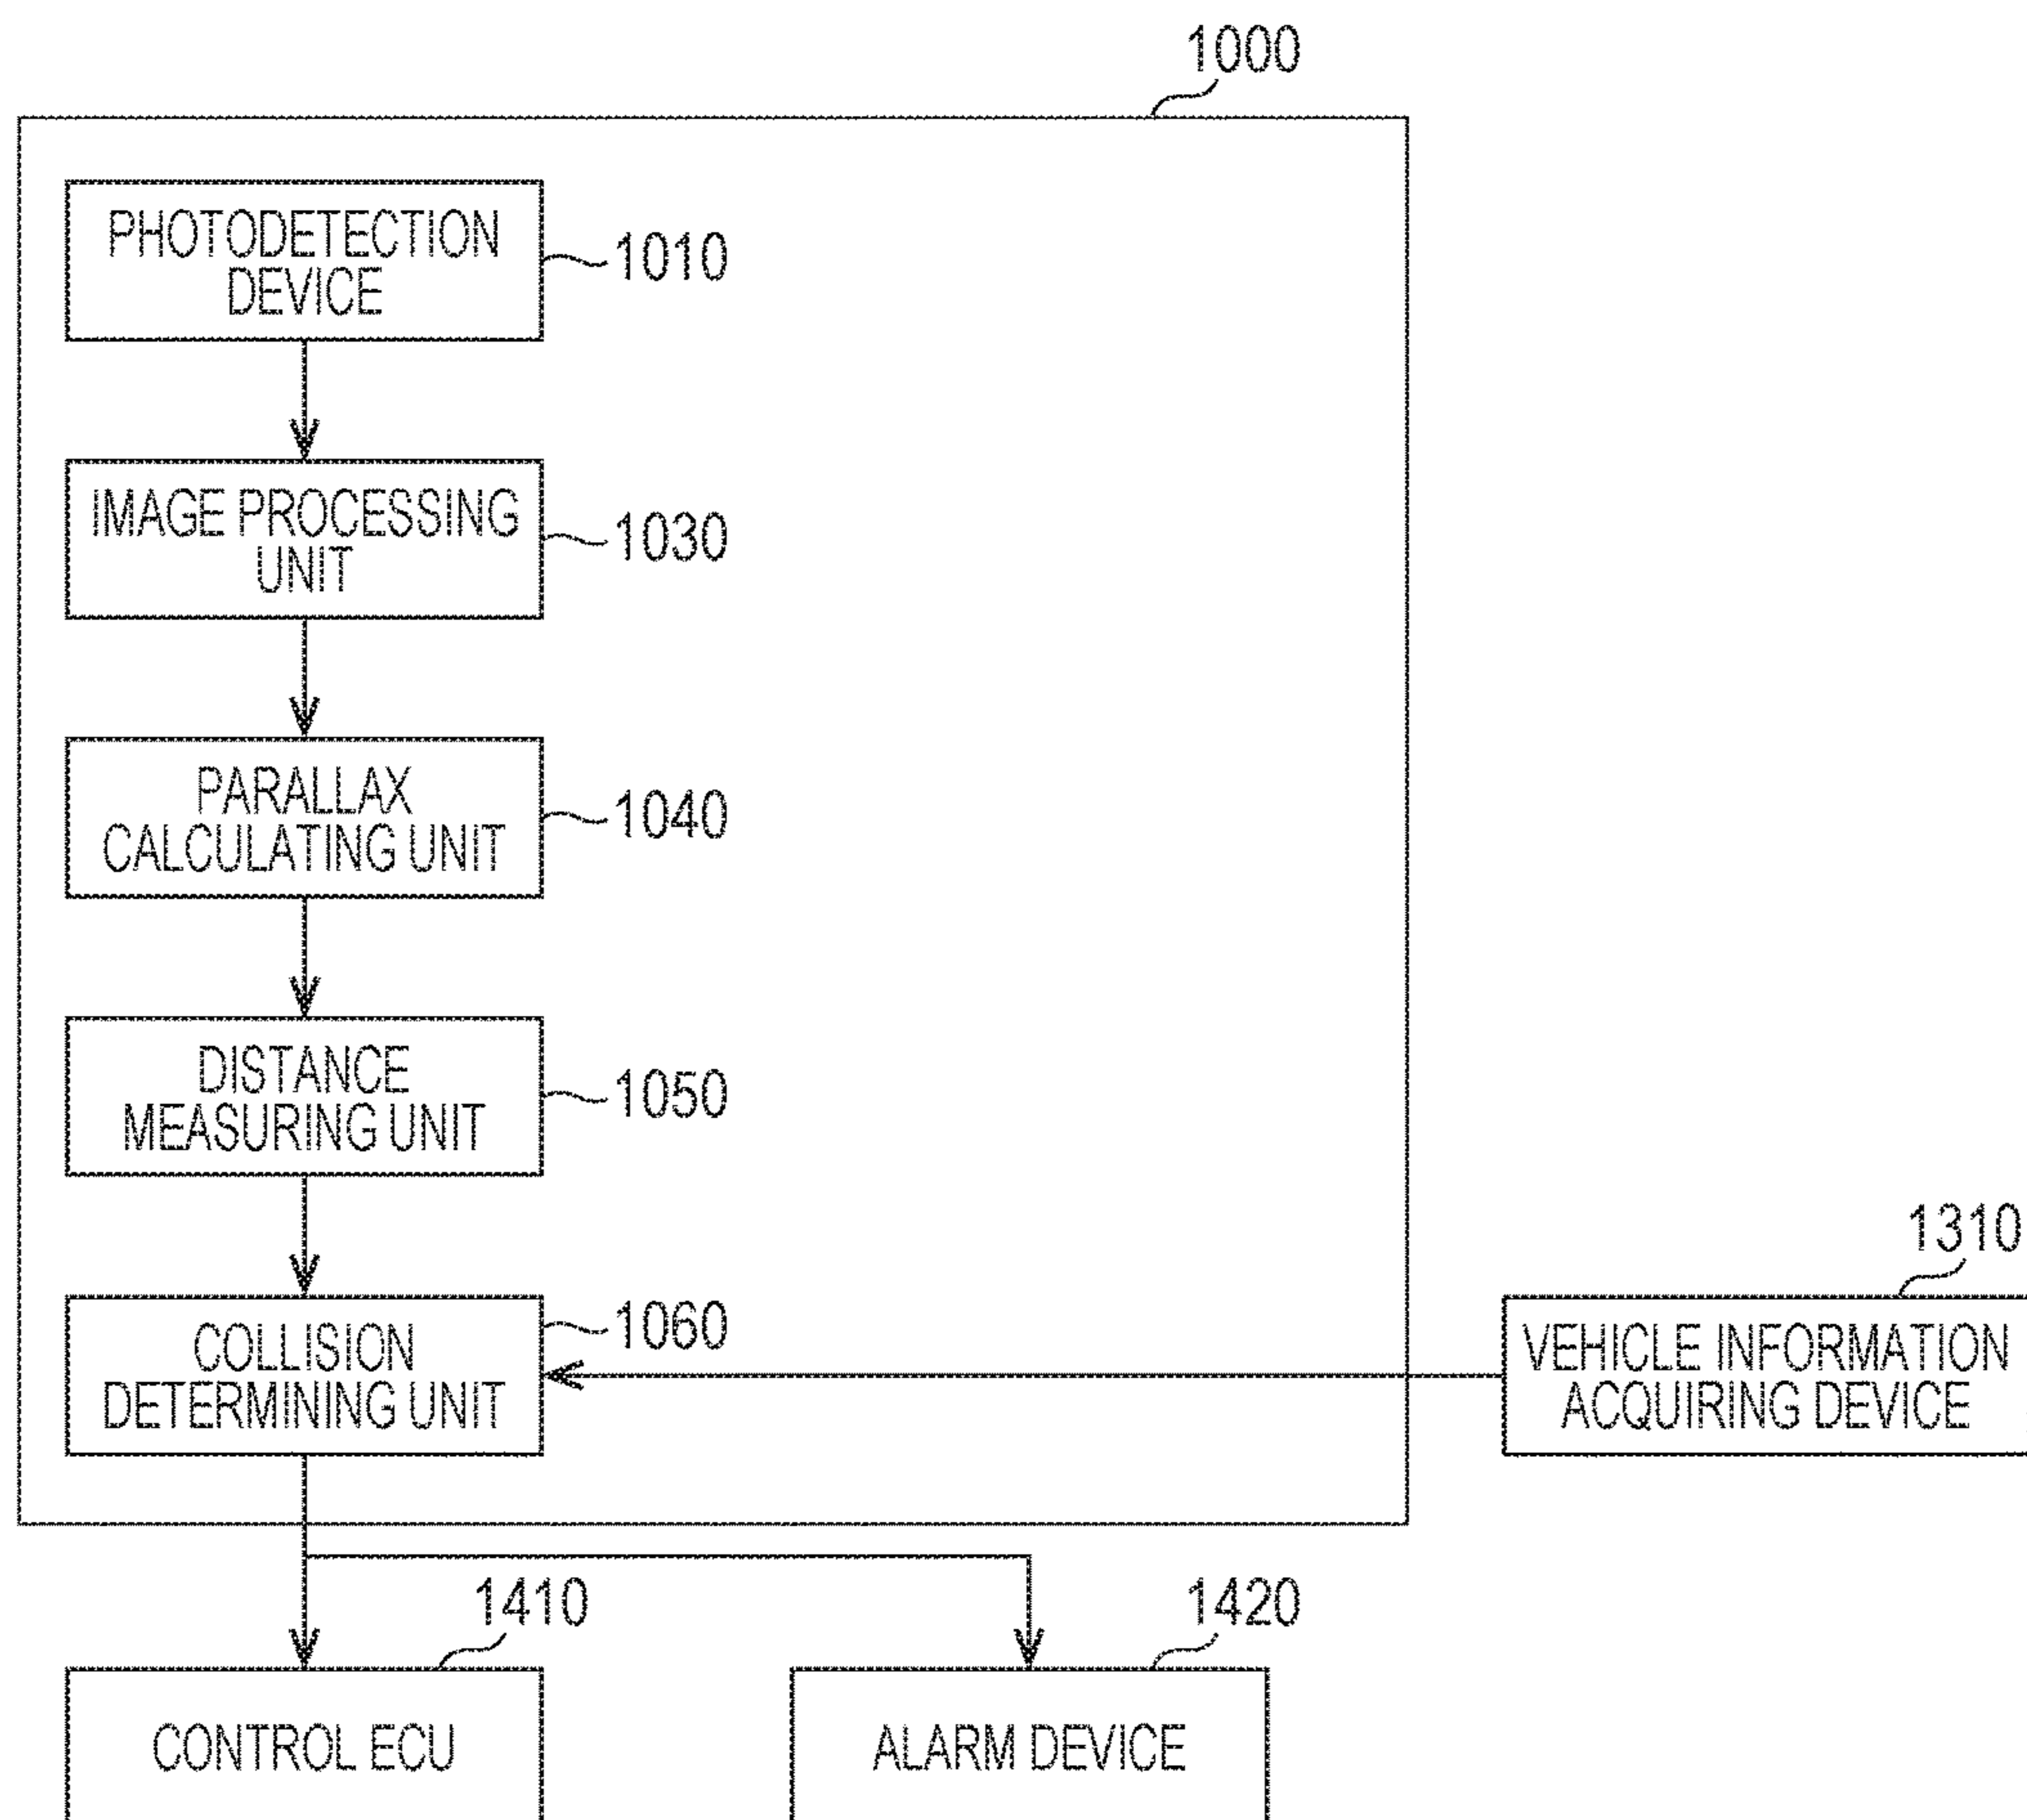 1000
PHOTODETECTION
DEVICE
1010
IMAGE PROCESSING
UNIT
1030
PARALLAX
CALCULATING UNIT
1040
DISTANCE
MEASURING UNIT
1050
1310
COLLISION
DETERMINING UNIT
1060
VEHICLE INFORMATION
ACQUIRING DEVICE
1410
1420
CONTROL ECU
ALARM DEVICE